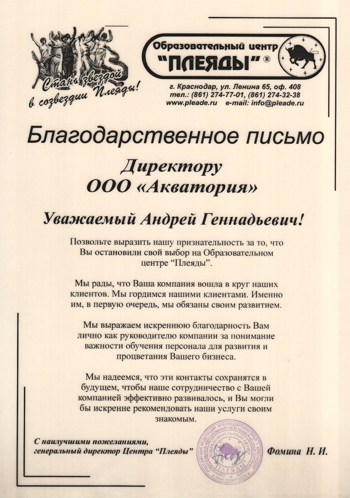 Стань звездой
в созвездии Плеяды!
Образовательный центр
"ПЛЕЯДЫ"®
г. Краснодар, ул. Ленина 65, оф. 408
тел.: (861) 274-77-01, (861) 274-32-38
www.pleade.ru e-mail: info@pleade.ru
Благодарственное письмо
Директору
ООО «Акватория»
Уважаемый Андрей Геннадьевич!
Позвольте выразить нашу признательность за то, что
Вы остановили свой выбор на Образовательном
центре "Плеяды".
Мы рады, что Ваша компания вошла в круг наших
клиентов. Мы гордимся нашими клиентами. Именно
им, в первую очередь, мы обязаны своим развитием.
Мы выражаем искреннюю благодарность Вам
лично как руководителю компании за понимание
важности обучения персонала для развития и
процветания Вашего бизнеса.
Мы надеемся, что эти контакты сохранятся в
будущем, чтобы наше сотрудничество с Вашей
компанией эффективно развивалось, и Вы могли
бы искренне рекомендовать наши услуги своим
знакомым.
С наилучшими пожеланиями,
генеральный директор Центра "Плеяды" Фомина Н. И.